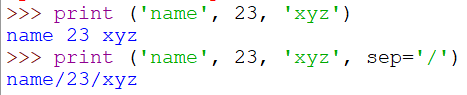 >>> print ('name', 23, 'xyz')
name 23 xyz
>>> print ('name', 23, 'xyz', sep='/')
name/23/xyz